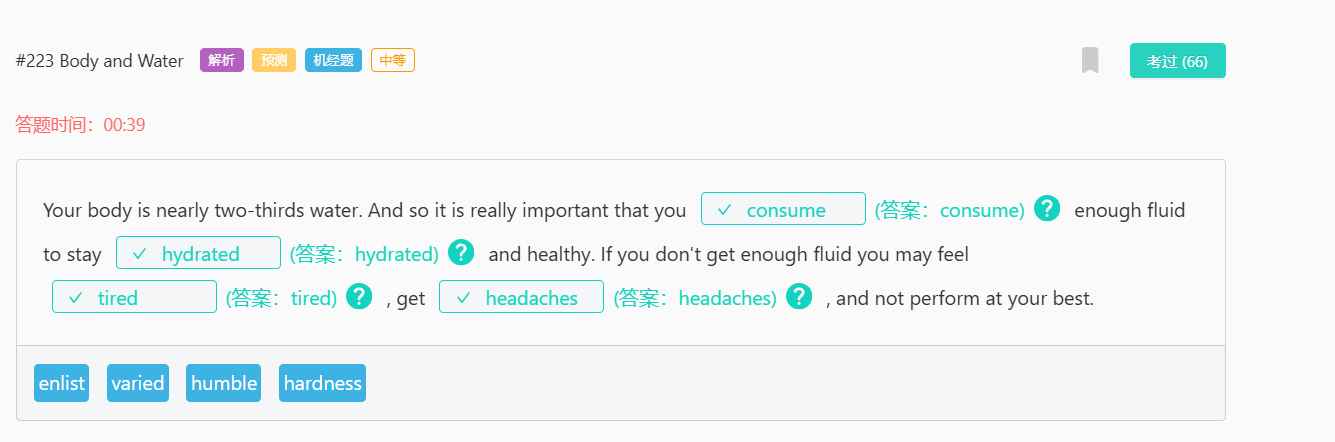 #223 Body and Water 解析 预测 机经题 中等 考过 (66)
答题时间：00:39
Your body is nearly two-thirds water. And so it is really important that you ✓ consume (答案：consume) ? enough fluid
to stay ✓ hydrated (答案：hydrated) ? and healthy. If you don't get enough fluid you may feel
✓ tired (答案：tired) ? , get ✓ headaches (答案：headaches) ? , and not perform at your best.
enlist varied humble hardness